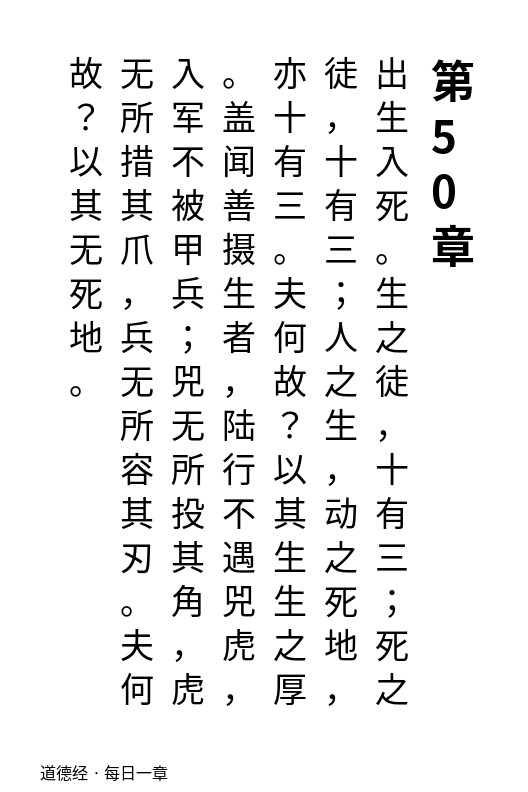 第50章
出生入死。生之徒，十有三；死之
徒，十有三；人之生，动之死地，
亦十有三。夫何故？以其生生之厚
。盖闻善摄生者，陆行不遇兕虎，
入军不被甲兵；兕无所投其角，虎
无所措其爪，兵无所容其刃。夫何
故？以其无死地。
道德经 · 每日一章